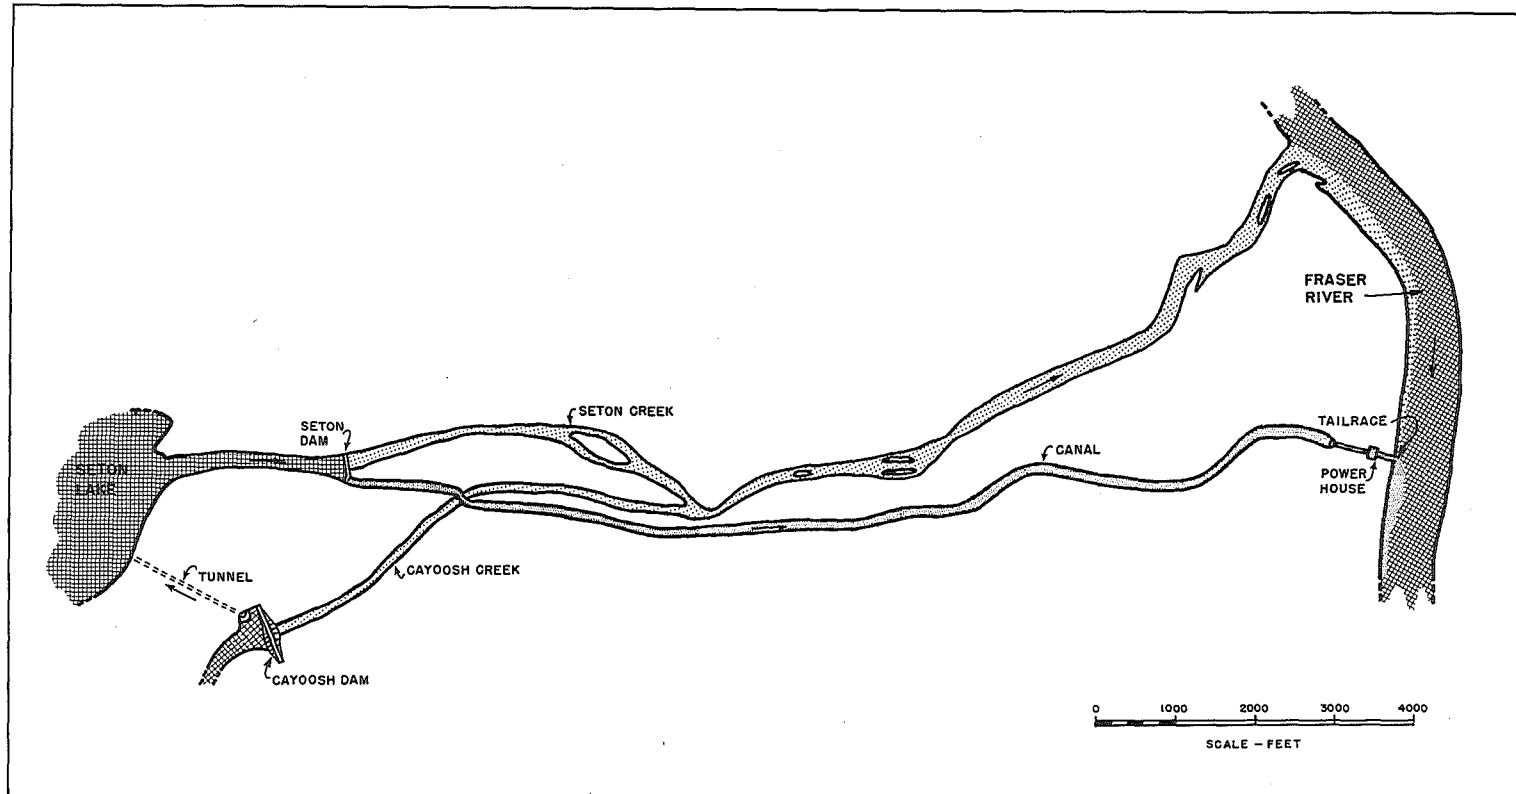 FRASER
RIVER
SETON CREEK
SETON
DAM
TAILRACE
CANAL
SETON
LAKE
POWER
HOUSE
TUNNEL
CAYOOSH CREEK
CAYOOSH DAM
0 1000 2000 3000 4000
SCALE – FEET